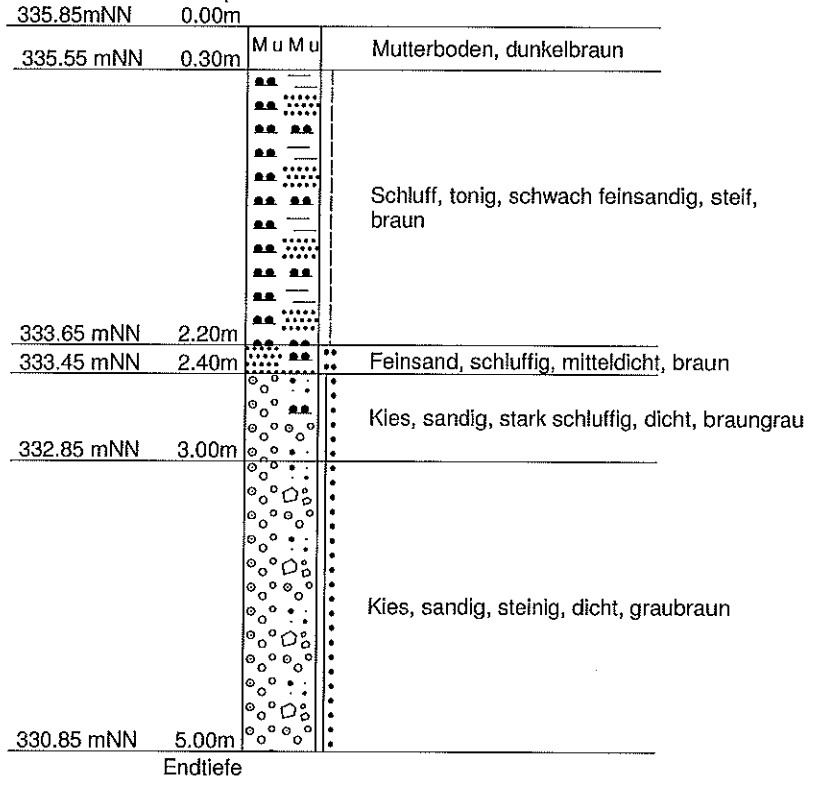 335.85mNN 0.00m
Mu Mu
Mutterboden, dunkelbraun
335.55 mNN 0.30m
Schluff, tonig, schwach feinsandig, steif,
braun
333.65 mNN 2.20m
333.45 mNN 2.40m
Feinsand, schluffig, mitteldicht, braun
Kies, sandig, stark schluffig, dicht, braungrau
332.85 mNN 3.00m
Kies, sandig, steinig, dicht, graubraun
330.85 mNN 5.00m
Endtiefe